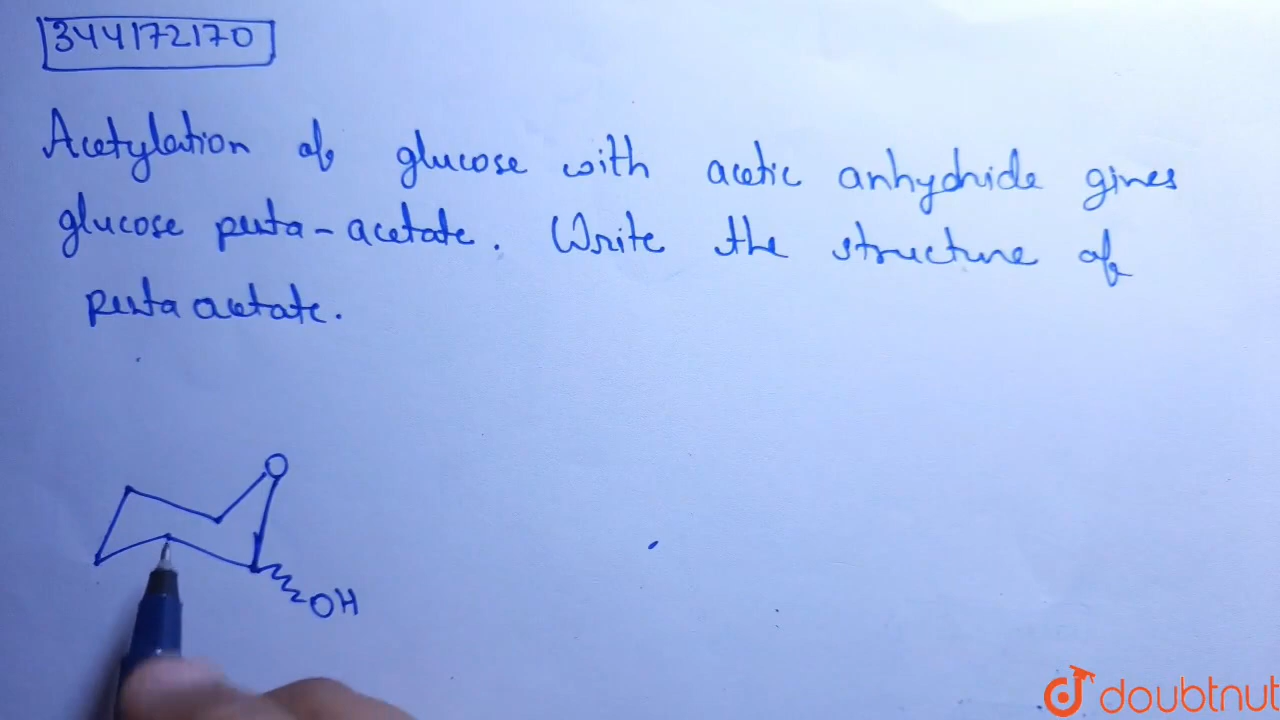 344172170
Acetylation of glucose with acetic anhydride gives
glucose penta-acetate. Write the structure of
penta acetate.
O
OH
doubtnut